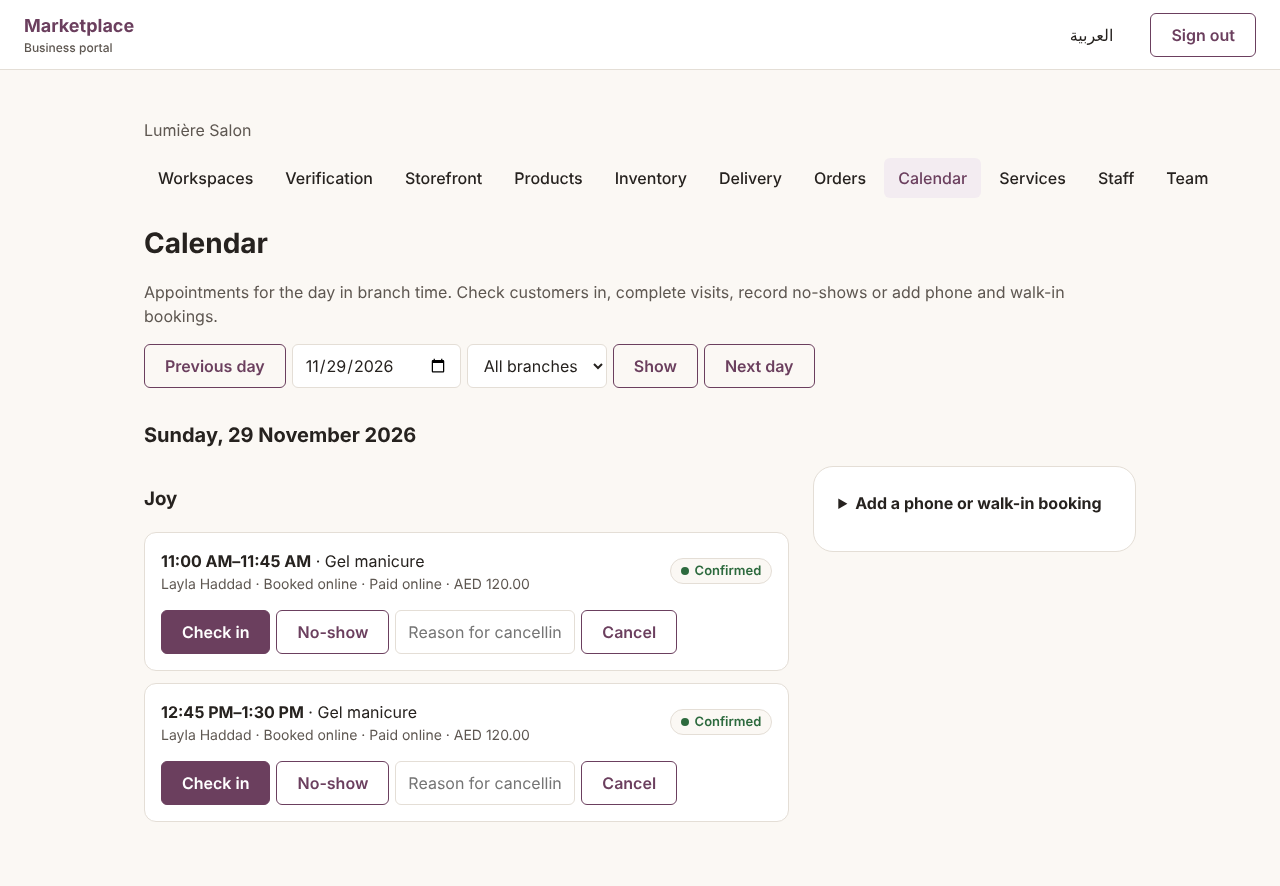 Marketplace
Business portal
العربية
Sign out
Lumière Salon
Workspaces Verification Storefront Products Inventory Delivery Orders Calendar Services Staff Team
Calendar
Appointments for the day in branch time. Check customers in, complete visits, record no-shows or add phone and walk-in
bookings.
Previous day 11/29/2026 All branches Show Next day
Sunday, 29 November 2026
Joy
Add a phone or walk-in booking
11:00 AM–11:45 AM · Gel manicure
Confirmed
Layla Haddad · Booked online · Paid online · AED 120.00
Check in No-show Reason for cancellin Cancel
12:45 PM–1:30 PM · Gel manicure
Confirmed
Layla Haddad · Booked online · Paid online · AED 120.00
Check in No-show Reason for cancellin Cancel